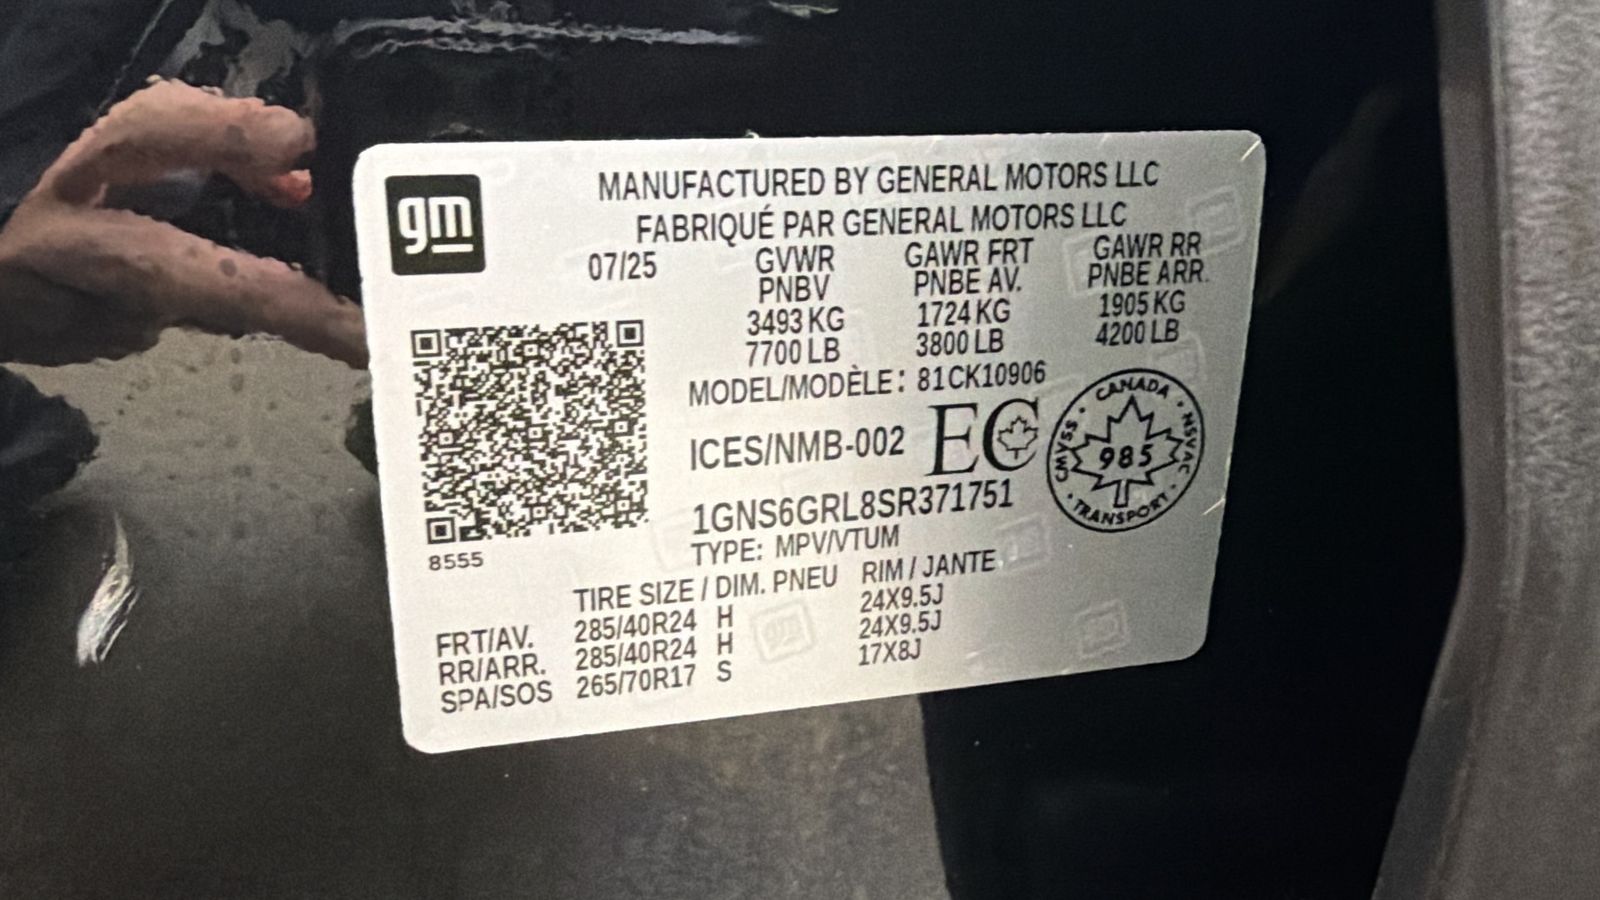 gm
MANUFACTURED BY GENERAL MOTORS LLC
FABRIQUÉ PAR GENERAL MOTORS LLC
07/25 GVWR GAWR FRT GAWR RR
PNBV PNBE AV. PNBE ARR.
3493 KG 1724 KG 1905 KG
7700 LB 3800 LB 4200 LB
MODEL/MODÈLE: 81CK10906
ICES/NMB-002 EC
CANADA · NSVAC · TRANSPORT · CMVSS ·
985
1GNS6GRL8SR371751
8555
TYPE: MPV/VTUM
TIRE SIZE / DIM. PNEU RIM / JANTE
FRT/AV. 285/40R24 H 24X9.5J
RR/ARR. 285/40R24 H 24X9.5J
SPA/SOS 265/70R17 S 17X8J